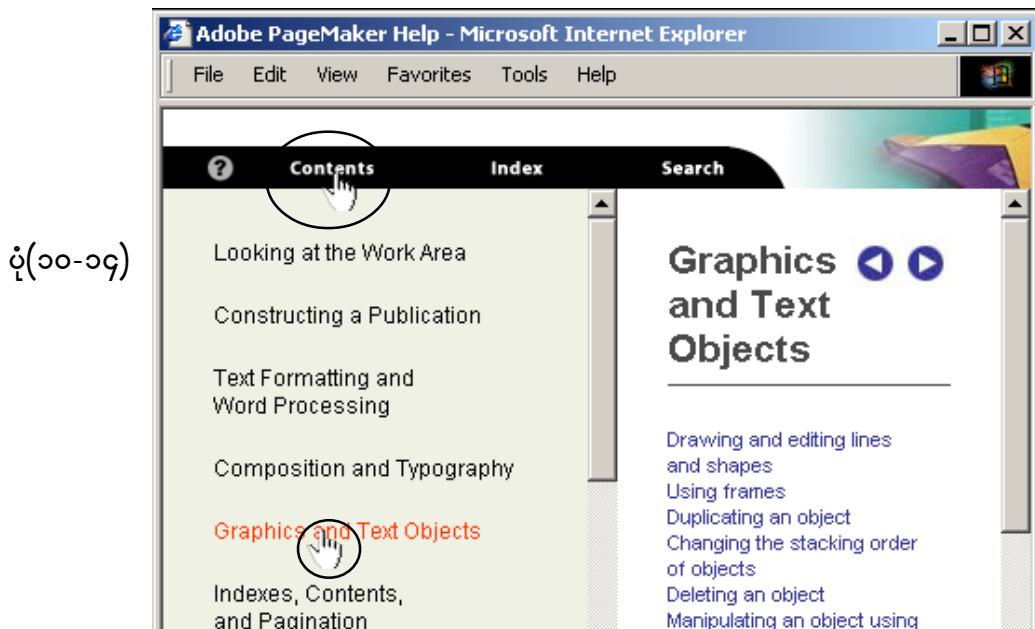 Adobe PageMaker Help - Microsoft Internet Explorer
File Edit View Favorites Tools Help
? Contents Index Search
ပုံ(၁၀-၁၄)
Looking at the Work Area
Constructing a Publication
Text Formatting and
Word Processing
Composition and Typography
Graphics and Text Objects
Indexes, Contents,
and Pagination
Graphics
and Text
Objects
Drawing and editing lines
and shapes
Using frames
Duplicating an object
Changing the stacking order
of objects
Deleting an object
Manipulating an object using